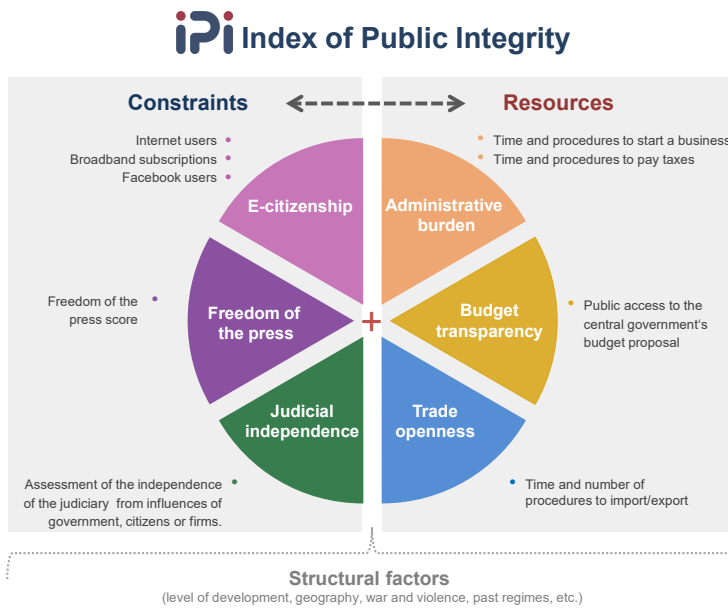 iPi Index of Public Integrity
Constraints
Resources
Internet users •
Broadband subscriptions •
Facebook users •
• Time and procedures to start a business
• Time and procedures to pay taxes
E-citizenship
Administrative
burden
Freedom of the
press score
•
Freedom of
the press
+
Budget
transparency
• Public access to the
central government‘s
budget proposal
Judicial
independence
Trade
openness
Assessment of the independence •
of the judiciary from influences of
government, citizens or firms.
• Time and number of
procedures to import/export
Structural factors
(level of development, geography, war and violence, past regimes, etc.)